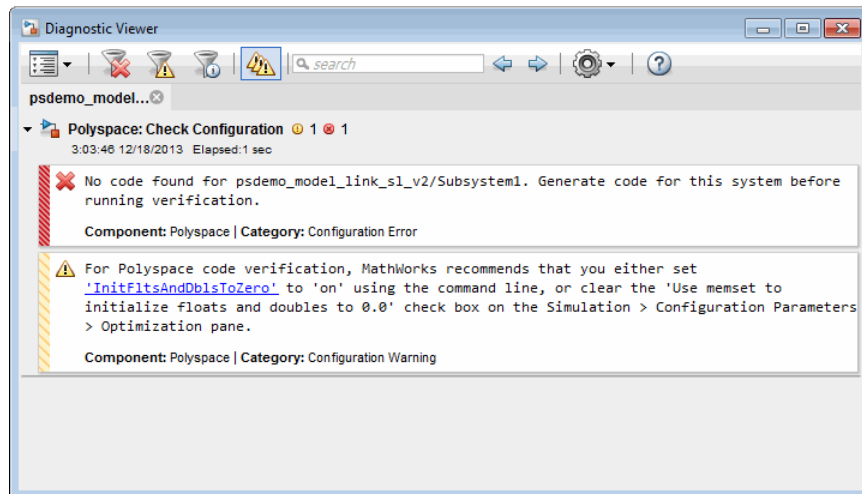 Diagnostic Viewer
search
psdemo_model...
Polyspace: Check Configuration 1 1
3:03:46 12/18/2013 Elapsed:1 sec
No code found for psdemo_model_link_sl_v2/Subsystem1. Generate code for this system before
running verification.
Component: Polyspace | Category: Configuration Error
For Polyspace code verification, MathWorks recommends that you either set
'InitFltsAndDblsToZero' to 'on' using the command line, or clear the 'Use memset to
initialize floats and doubles to 0.0' check box on the Simulation > Configuration Parameters
> Optimization pane.
Component: Polyspace | Category: Configuration Warning